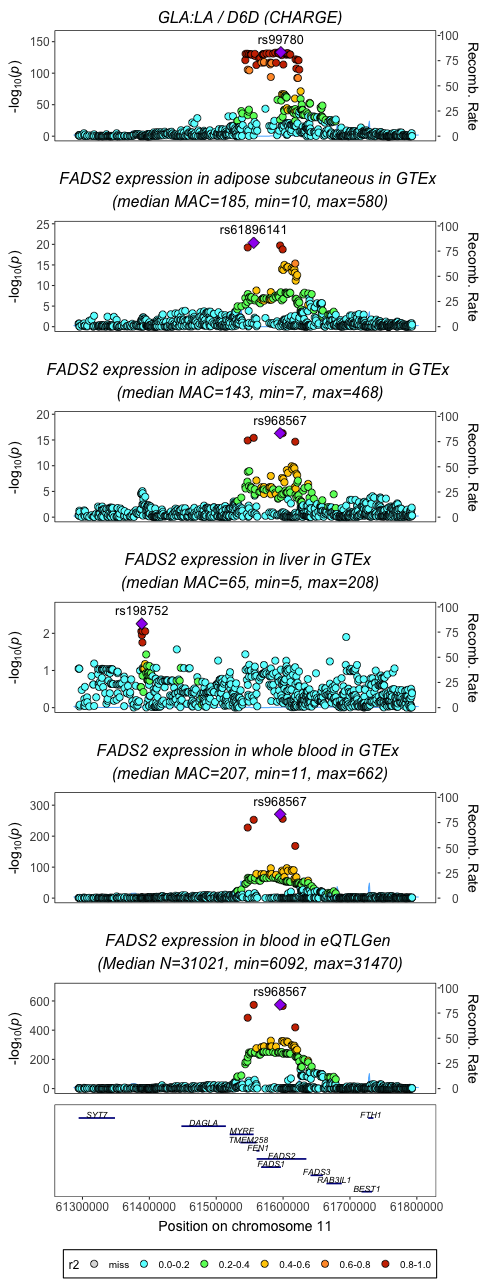 GLA:LA / D6D (CHARGE)
rs99780
-log10(p)
Recomb. Rate
150
100
50
0
100
75
50
25
0
FADS2 expression in adipose subcutaneous in GTEx
(median MAC=185, min=10, max=580)
rs61896141
-log10(p)
Recomb. Rate
25
20
15
10
5
0
100
75
50
25
0
FADS2 expression in adipose visceral omentum in GTEx
(median MAC=143, min=7, max=468)
rs968567
-log10(p)
Recomb. Rate
20
15
10
5
0
100
75
50
25
0
FADS2 expression in liver in GTEx
(median MAC=65, min=5, max=208)
rs198752
-log10(p)
Recomb. Rate
2
1
0
100
75
50
25
0
FADS2 expression in whole blood in GTEx
(median MAC=207, min=11, max=662)
rs968567
-log10(p)
Recomb. Rate
300
200
100
0
100
75
50
25
0
FADS2 expression in blood in eQTLGen
(Median N=31021, min=6092, max=31470)
rs968567
-log10(p)
Recomb. Rate
600
400
200
0
100
75
50
25
0
SYT7
FTH1
DAGLA
MYRF
TMEM258
FEN1
FADS2
FADS1
FADS3
RAB3IL1
BEST1
61300000 61400000 61500000 61600000 61700000 61800000
Position on chromosome 11
r2 miss 0.0-0.2 0.2-0.4 0.4-0.6 0.6-0.8 0.8-1.0